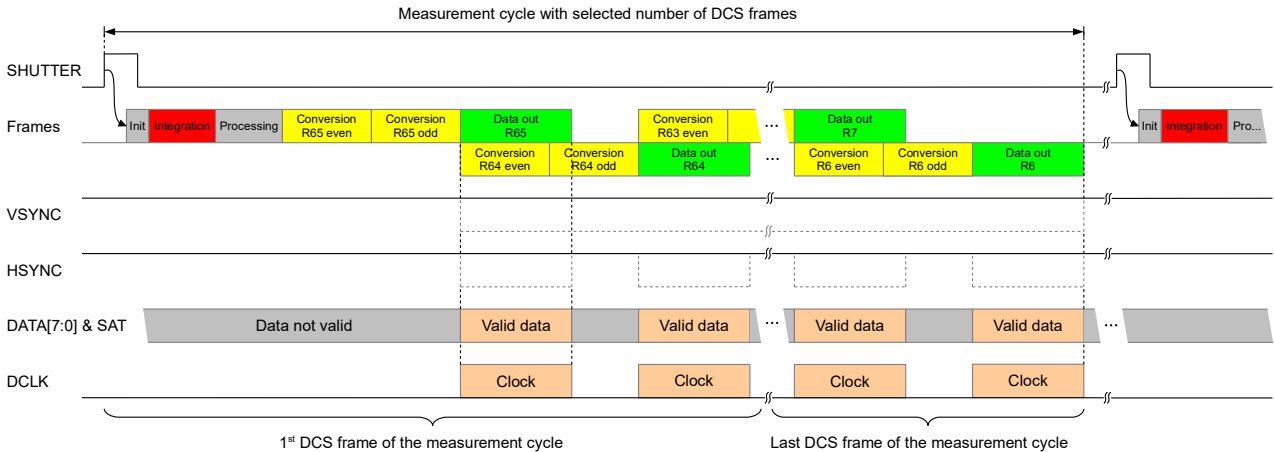 Measurement cycle with selected number of DCS frames
SHUTTER
Frames
Init
Integration
Processing
Conversion
R65 even
Conversion
R65 odd
Data out
R65
Conversion
R63 even
...
Data out
R7
Init
Integration
Pro...
Conversion
R64 even
Conversion
R64 odd
Data out
R64
...
Conversion
R6 even
Conversion
R6 odd
Data out
R6
VSYNC
HSYNC
DATA[7:0] & SAT
Data not valid
Valid data
Valid data
...
Valid data
Valid data
...
DCLK
Clock
Clock
Clock
Clock
1st DCS frame of the measurement cycle
Last DCS frame of the measurement cycle